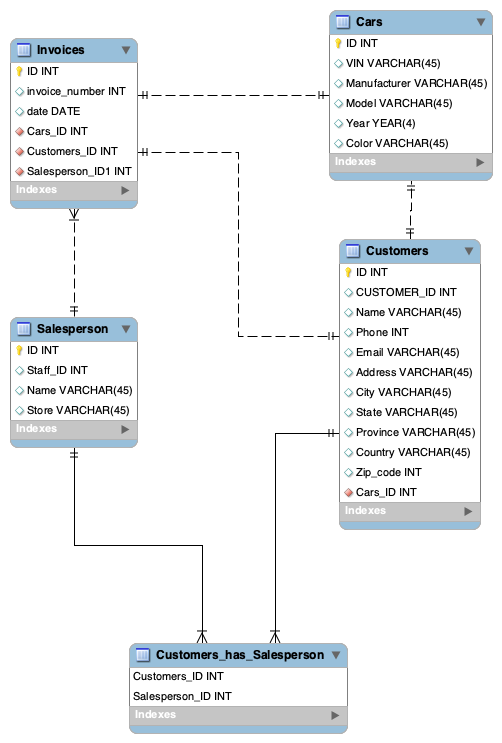 Invoices
ID INT
invoice_number INT
date DATE
Cars_ID INT
Customers_ID INT
Salesperson_ID1 INT
Indexes
Cars
ID INT
VIN VARCHAR(45)
Manufacturer VARCHAR(45)
Model VARCHAR(45)
Year YEAR(4)
Color VARCHAR(45)
Indexes
Salesperson
ID INT
Staff_ID INT
Name VARCHAR(45)
Store VARCHAR(45)
Indexes
Customers
ID INT
CUSTOMER_ID INT
Name VARCHAR(45)
Phone INT
Email VARCHAR(45)
Address VARCHAR(45)
City VARCHAR(45)
State VARCHAR(45)
Province VARCHAR(45)
Country VARCHAR(45)
Zip_code INT
Cars_ID INT
Indexes
Customers_has_Salesperson
Customers_ID INT
Salesperson_ID INT
Indexes